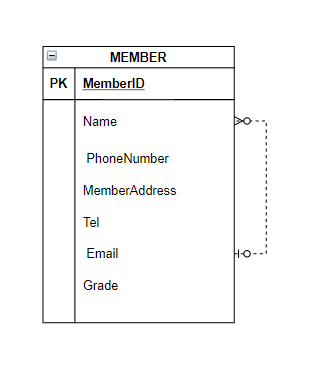 MEMBER
PK MemberID
Name
PhoneNumber
MemberAddress
Tel
Email
Grade